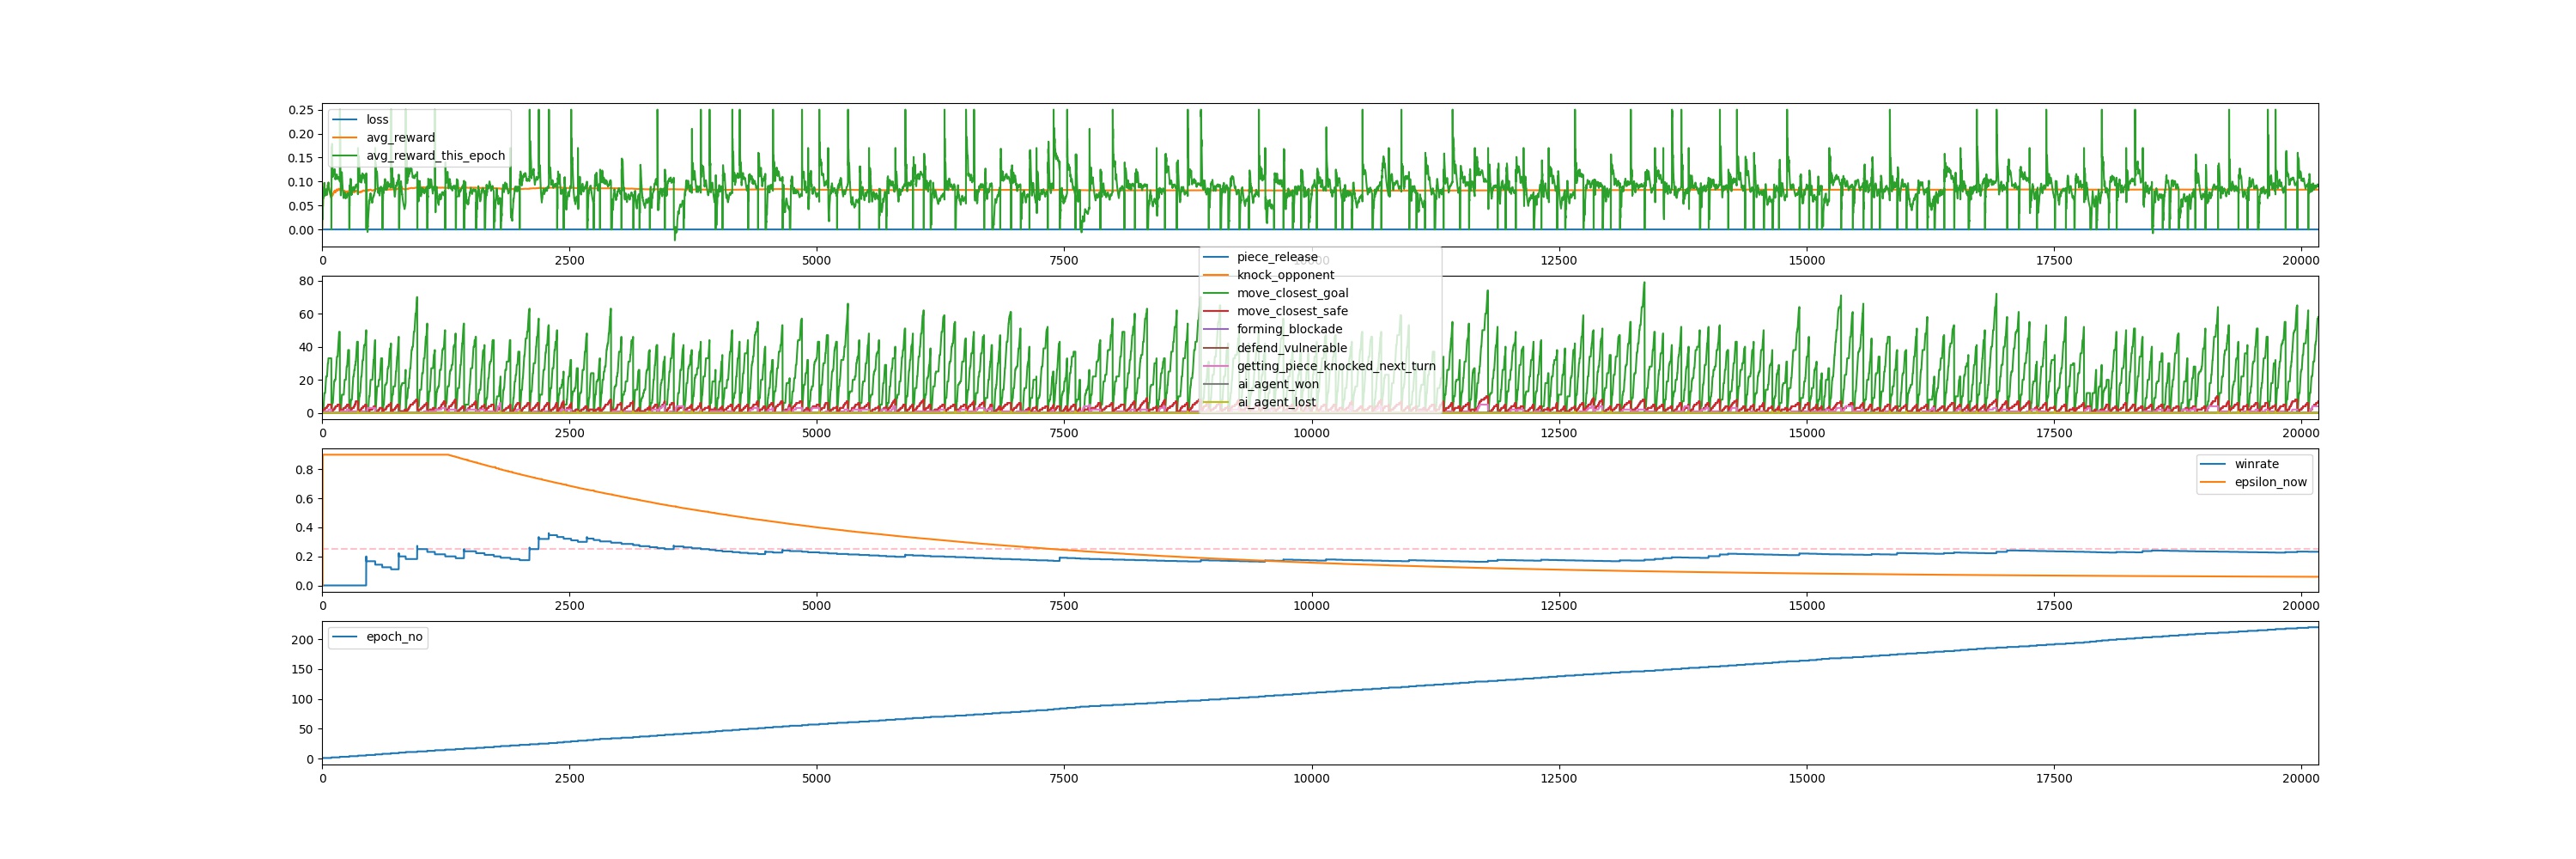 0.25
0.20
0.15
0.10
0.05
0.00
loss
avg_reward
avg_reward_this_epoch
0 2500 5000 7500 10000 12500 15000 17500 20000
80
60
40
20
0
piece_release
knock_opponent
move_closest_goal
move_closest_safe
forming_blockade
defend_vulnerable
getting_piece_knocked_next_turn
ai_agent_won
ai_agent_lost
0 2500 5000 7500 10000 12500 15000 17500 20000
0.8
0.6
0.4
0.2
0.0
winrate
epsilon_now
0 2500 5000 7500 10000 12500 15000 17500 20000
200
150
100
50
0
epoch_no
0 2500 5000 7500 10000 12500 15000 17500 20000